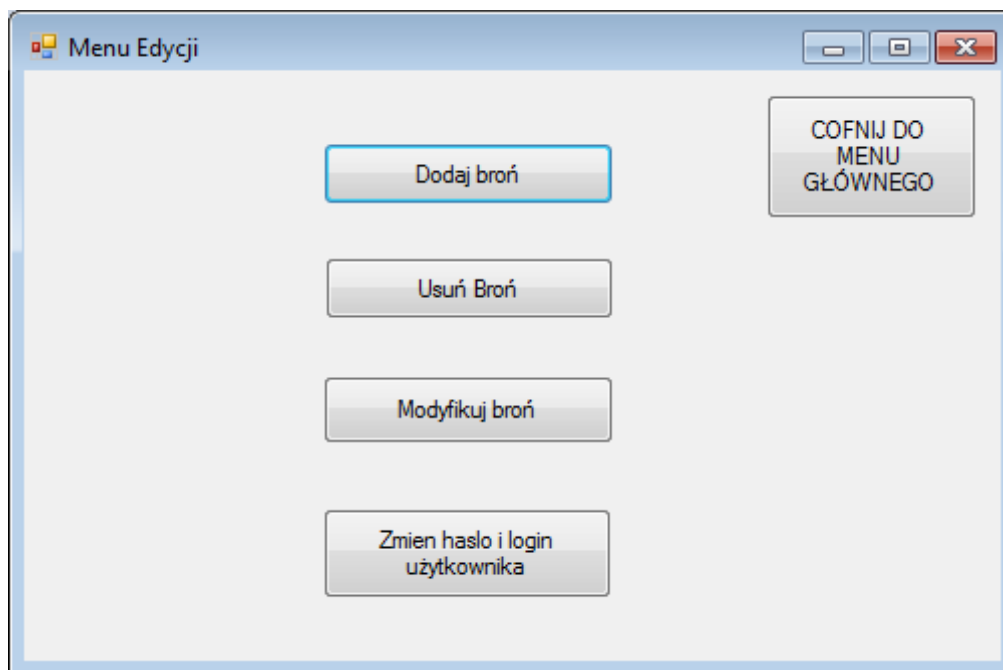 Menu Edycji
COFNIJ DO
MENU
GŁÓWNEGO
Dodaj broń
Usuń Broń
Modyfikuj broń
Zmien haslo i login
użytkownika